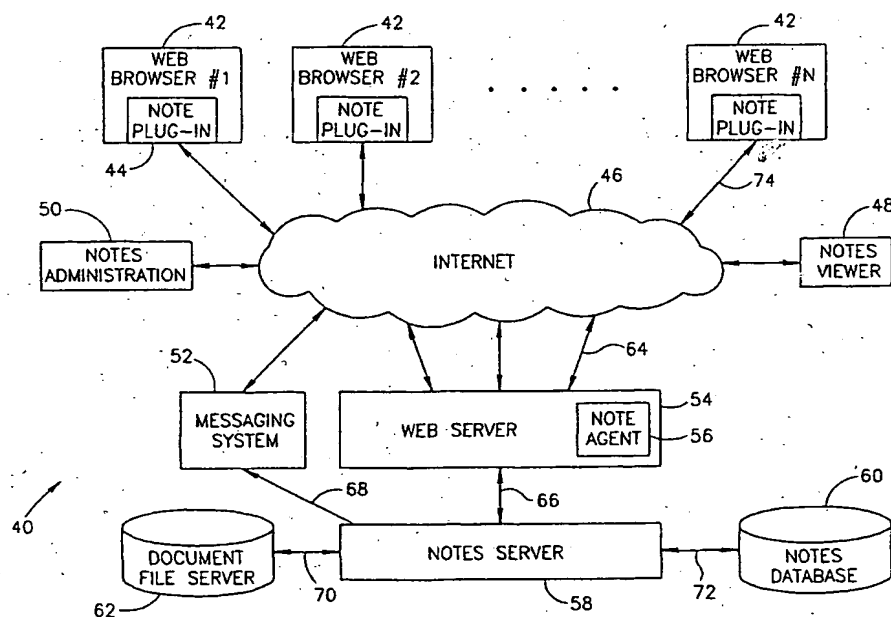 42
42
42
WEB
BROWSER #1
WEB
BROWSER #2
WEB
BROWSER #N
NOTE
PLUG-IN
NOTE
PLUG-IN
NOTE
PLUG-IN
44
46
74
50
48
NOTES
ADMINISTRATION
INTERNET
NOTES
VIEWER
52
64
54
MESSAGING
SYSTEM
WEB SERVER
NOTE
AGENT
56
60
68
66
40
DOCUMENT
FILE SERVER
NOTES SERVER
NOTES
DATABASE
62
70
58
72